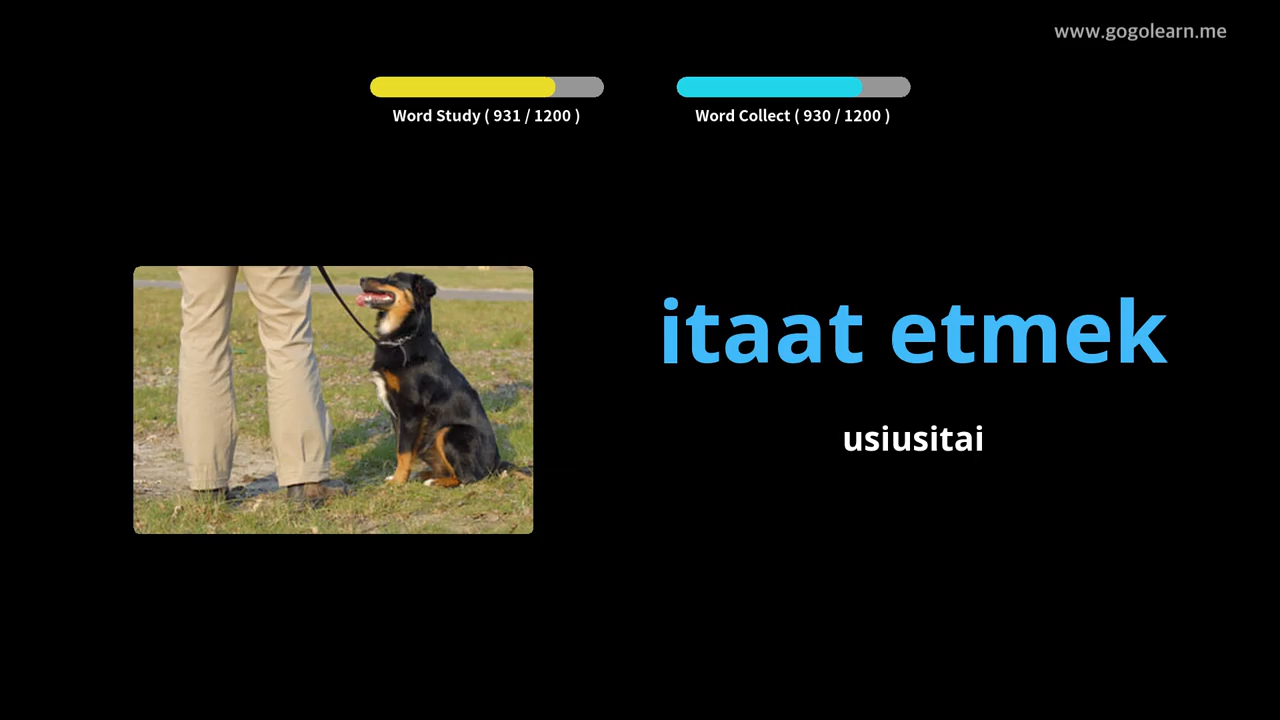 www.gogolearn.me
Word Study ( 931 / 1200 )
Word Collect ( 930 / 1200 )
itaat etmek
usiusitai